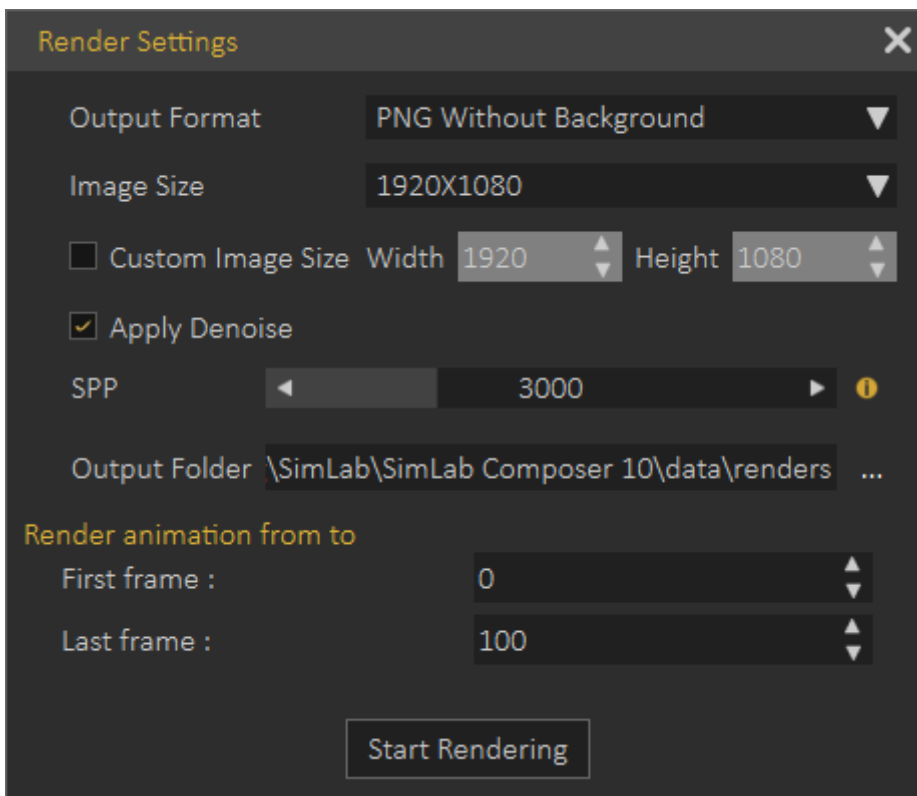 Render Settings
Output Format PNG Without Background
Image Size 1920X1080
Custom Image Size Width 1920 Height 1080
Apply Denoise
SPP 3000
Output Folder \SimLab\SimLab Composer 10\data\renders ...
Render animation from to
First frame : 0
Last frame : 100
Start Rendering